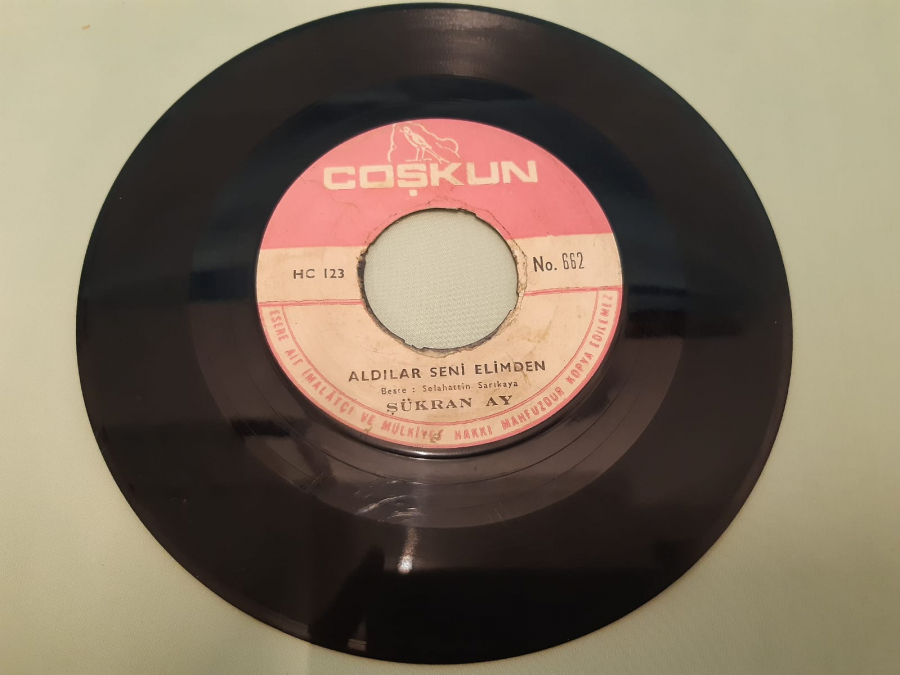 COŞKUN
HC 123
No. 662
ALDILAR SENİ ELİMDEN
Beste : Selahattin Sarıkaya
ŞÜKRAN AY
ESERE AİT İMALATÇI VE MÜLKİYET HAKKI MAHFUZDUR KOPYA EDİLEMEZ